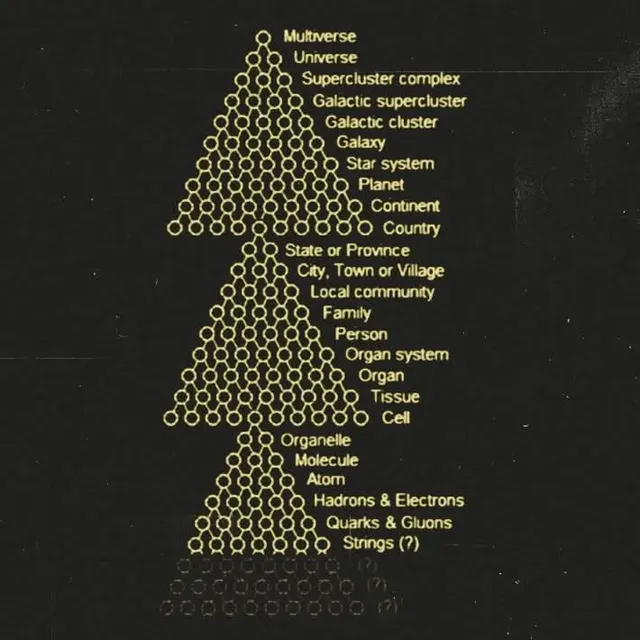 Multiverse
Universe
Supercluster complex
Galactic supercluster
Galactic cluster
Galaxy
Star system
Planet
Continent
Country
State or Province
City, Town or Village
Local community
Family
Person
Organ system
Organ
Tissue
Cell
Organelle
Molecule
Atom
Hadrons & Electrons
Quarks & Gluons
Strings (?)
(?)
(?)
(?)